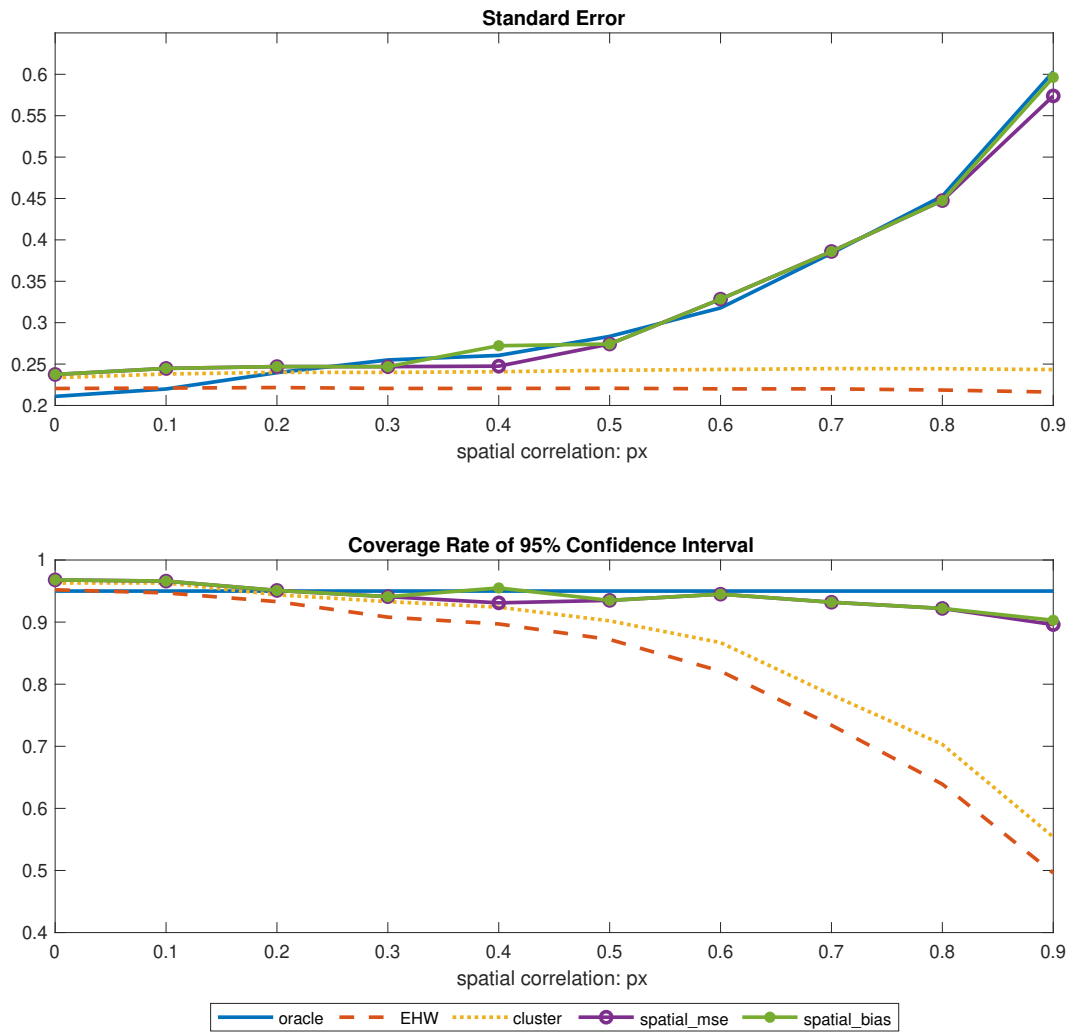 Standard Error
0.6
0.55
0.5
0.45
0.4
0.35
0.3
0.25
0.2
0 0.1 0.2 0.3 0.4 0.5 0.6 0.7 0.8 0.9
spatial correlation: px
Coverage Rate of 95% Confidence Interval
1
0.9
0.8
0.7
0.6
0.5
0.4
0 0.1 0.2 0.3 0.4 0.5 0.6 0.7 0.8 0.9
spatial correlation: px
oracle EHW cluster spatial_mse spatial_bias